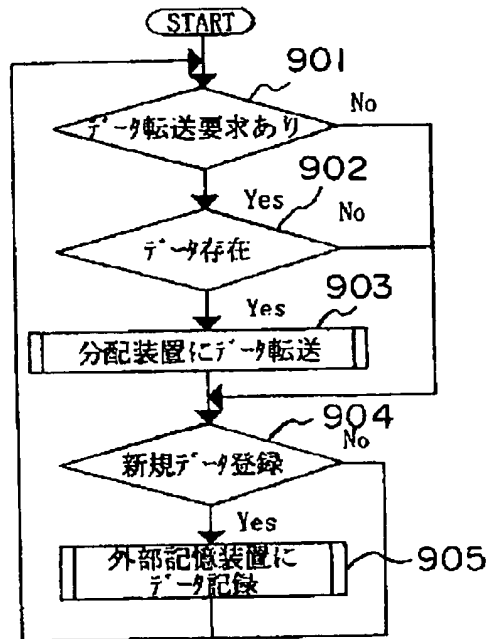 START
901
データ転送要求あり
No
902
Yes
No
データ存在
Yes
903
分配装置にデータ転送
904
No
新規データ登録
Yes
外部記憶装置に
データ記録
905